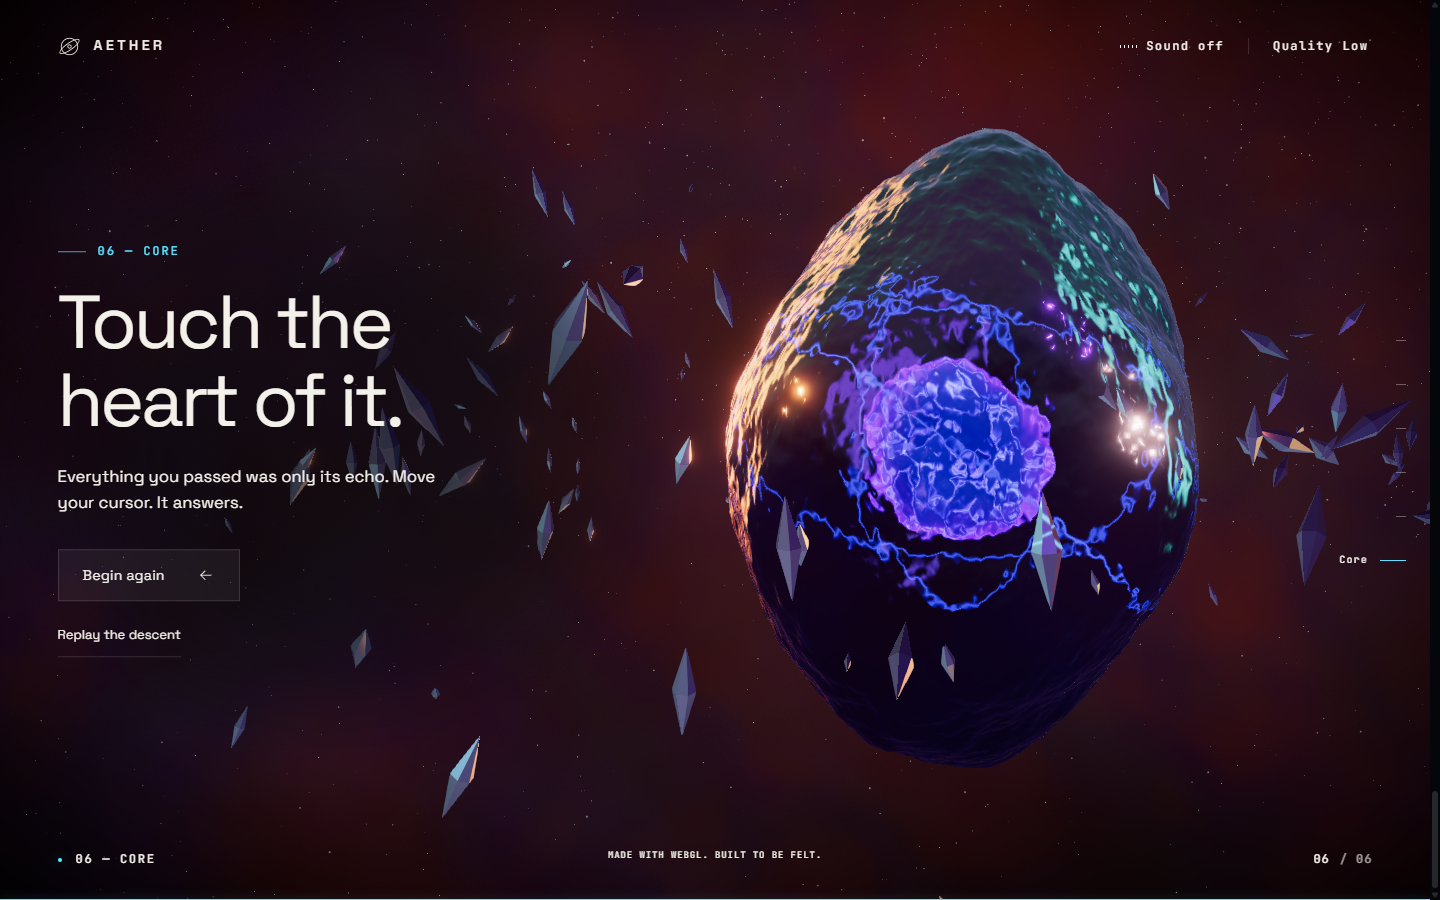 AETHER
Sound off
Quality Low
06 — CORE
Touch the
heart of it.
Everything you passed was only its echo. Move
your cursor. It answers.
Begin again ←
Replay the descent
Core
06 — CORE
MADE WITH WEBGL. BUILT TO BE FELT.
06 / 06